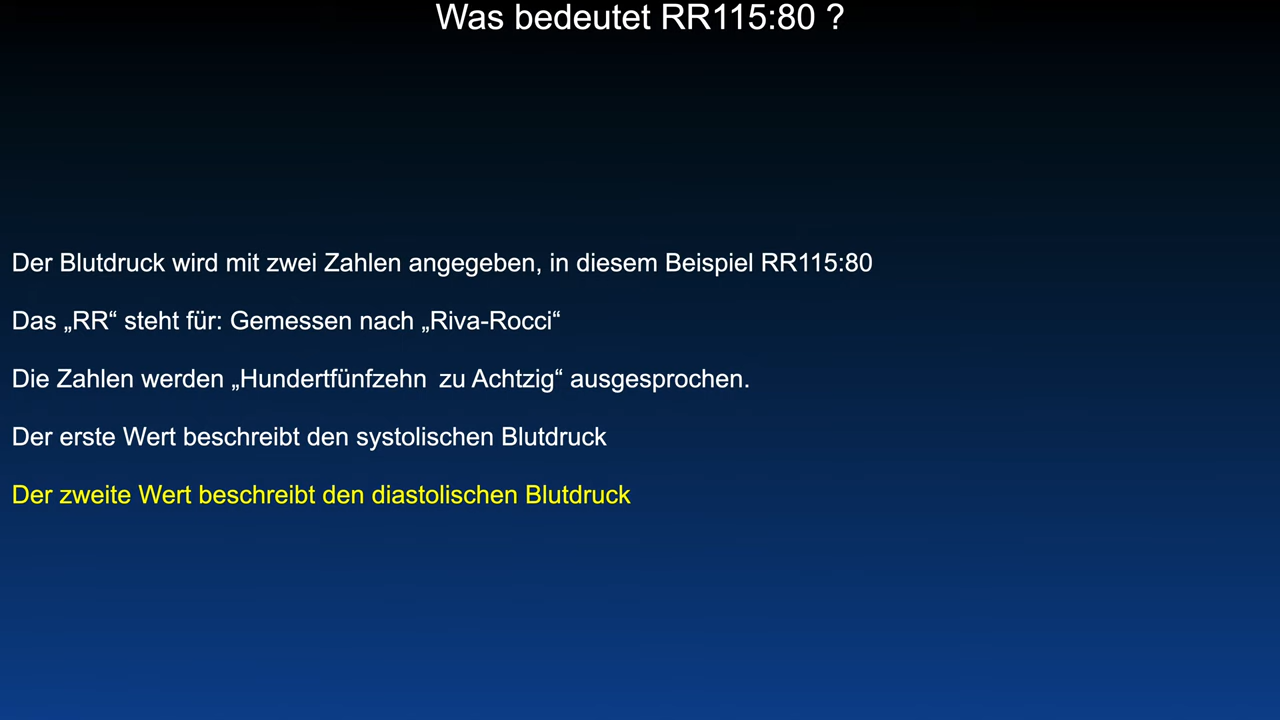 Was bedeutet RR115:80 ?
Der Blutdruck wird mit zwei Zahlen angegeben, in diesem Beispiel RR115:80
Das „RR“ steht für: Gemessen nach „Riva-Rocci“
Die Zahlen werden „Hundertfünfzehn  zu Achtzig“ ausgesprochen.
Der erste Wert beschreibt den systolischen Blutdruck
Der zweite Wert beschreibt den diastolischen Blutdruck